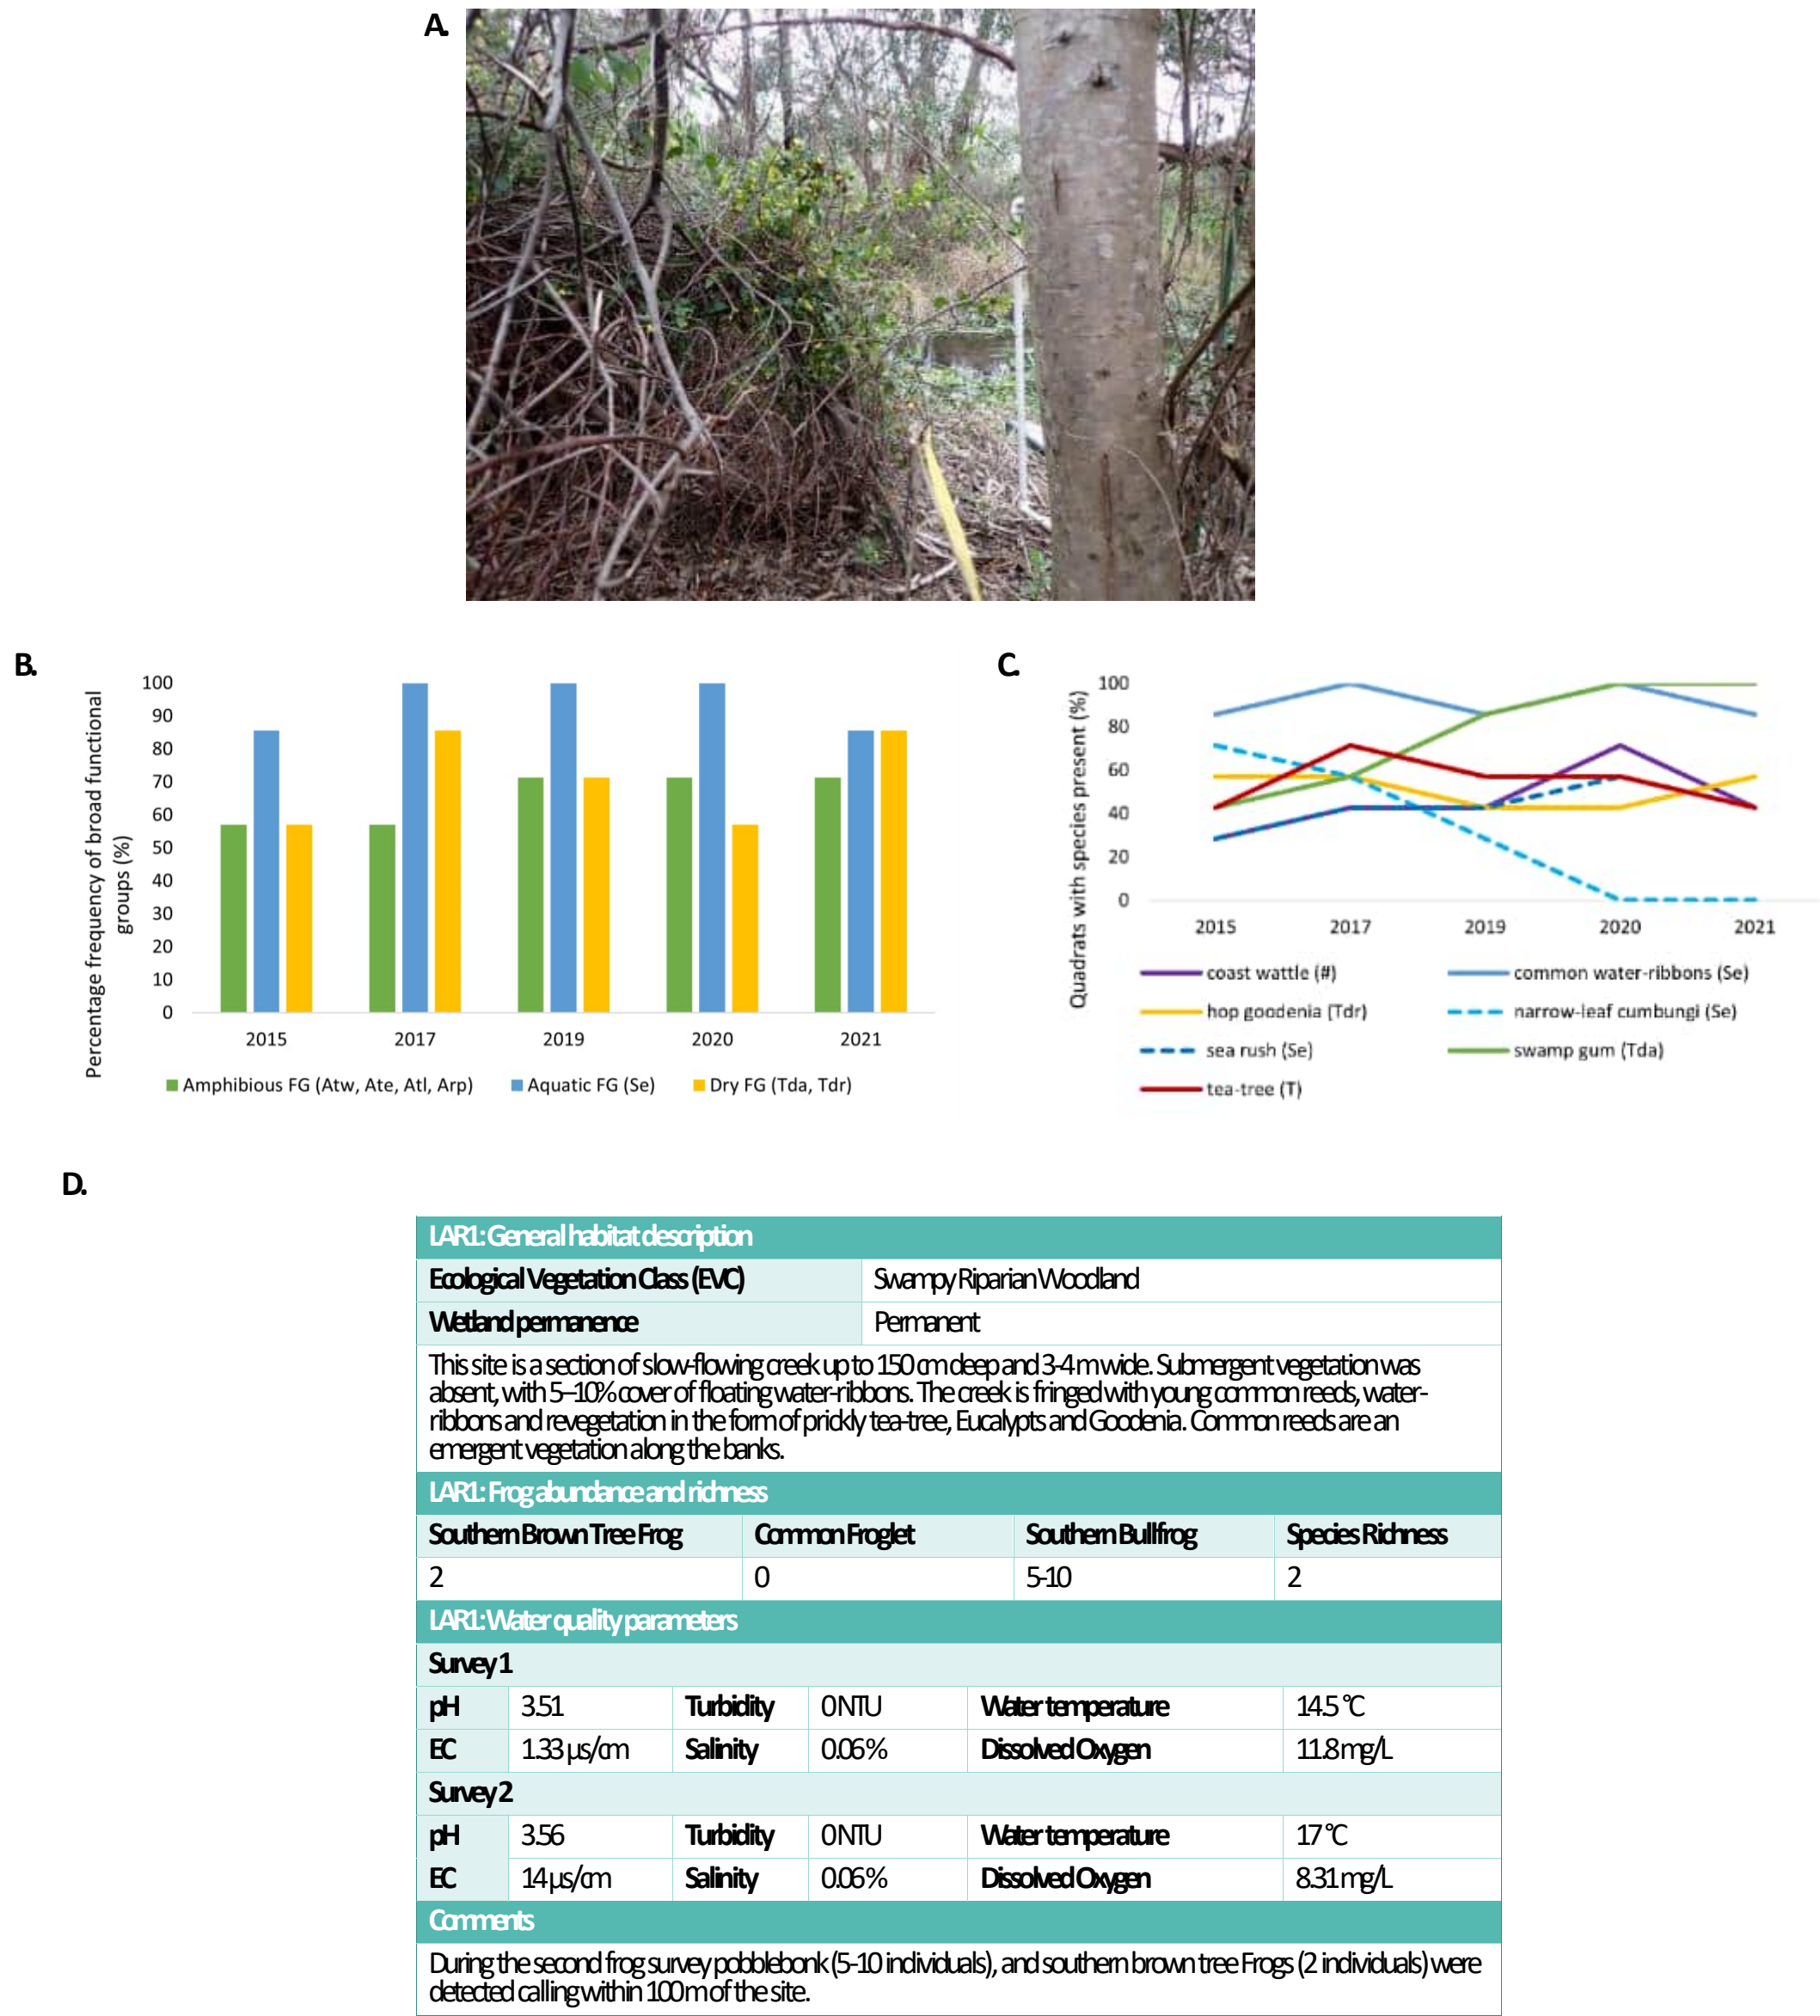 A.
B.
C.
Percentage frequency of broad functional
groups (%)
100
90
80
70
60
50
40
30
20
10
0
2015 2017 2019 2020 2021
Amphibious FG (Atw, Ate, Atl, Arp) Aquatic FG (Se) Dry FG (Tda, Tdr)
Quadrats with species present (%)
100
80
60
40
20
0
2015 2017 2019 2020 2021
coast wattle (#) common water-ribbons (Se)
hop goodenia [Tdr) narrow-leaf cumbungi (Se)
sea rush (Se) swamp gum (Tda)
tea-tree (T)
D.
LAR1: General habitat description
Ecological Vegetation Class (EVC) Swampy Riparian Woodland
Wetland permanence Permanent
This site is a section of slow-flowing creek up to 150 cm deep and 3-4 m wide. Submergent vegetation was
absent, with 5–10% cover of floating water-ribbons. The creek is fringed with young common reeds, water-
ribbons and revegetation in the form of prickly tea-tree, Eucalypts and Goodenia. Common reeds are an
emergent vegetation along the banks.
LAR1: Frog abundance and richness
Southern Brown Tree Frog Common Froglet Southern Bullfrog Species Richness
2 0 5-10 2
LAR1: Water quality parameters
Survey 1
pH 3.51 Turbidity 0 NTU Water temperature 14.5 °C
EC 1.33 µs/cm Salinity 0.06% Dissolved Oxygen 11.8 mg/L
Survey 2
pH 3.56 Turbidity 0 NTU Water temperature 17 °C
EC 14 µs/cm Salinity 0.06% Dissolved Oxygen 8.31 mg/L
Comments
During the second frog survey pobblebonk (5-10 individuals), and southern brown tree Frogs (2 individuals) were
detected calling within 100 m of the site.